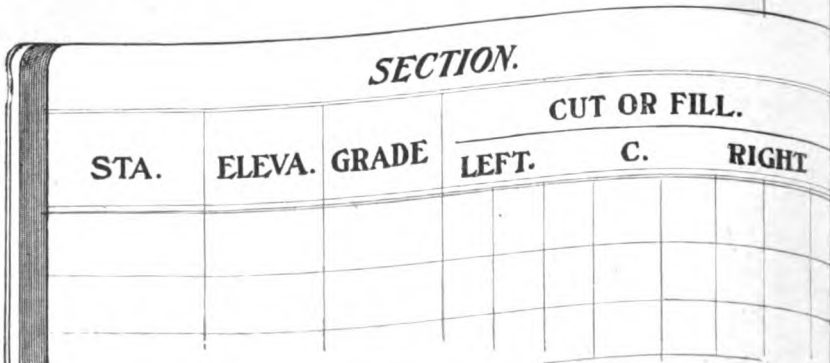 SECTION.
CUT OR FILL.
STA. ELEVA. GRADE LEFT. C. RIGHT